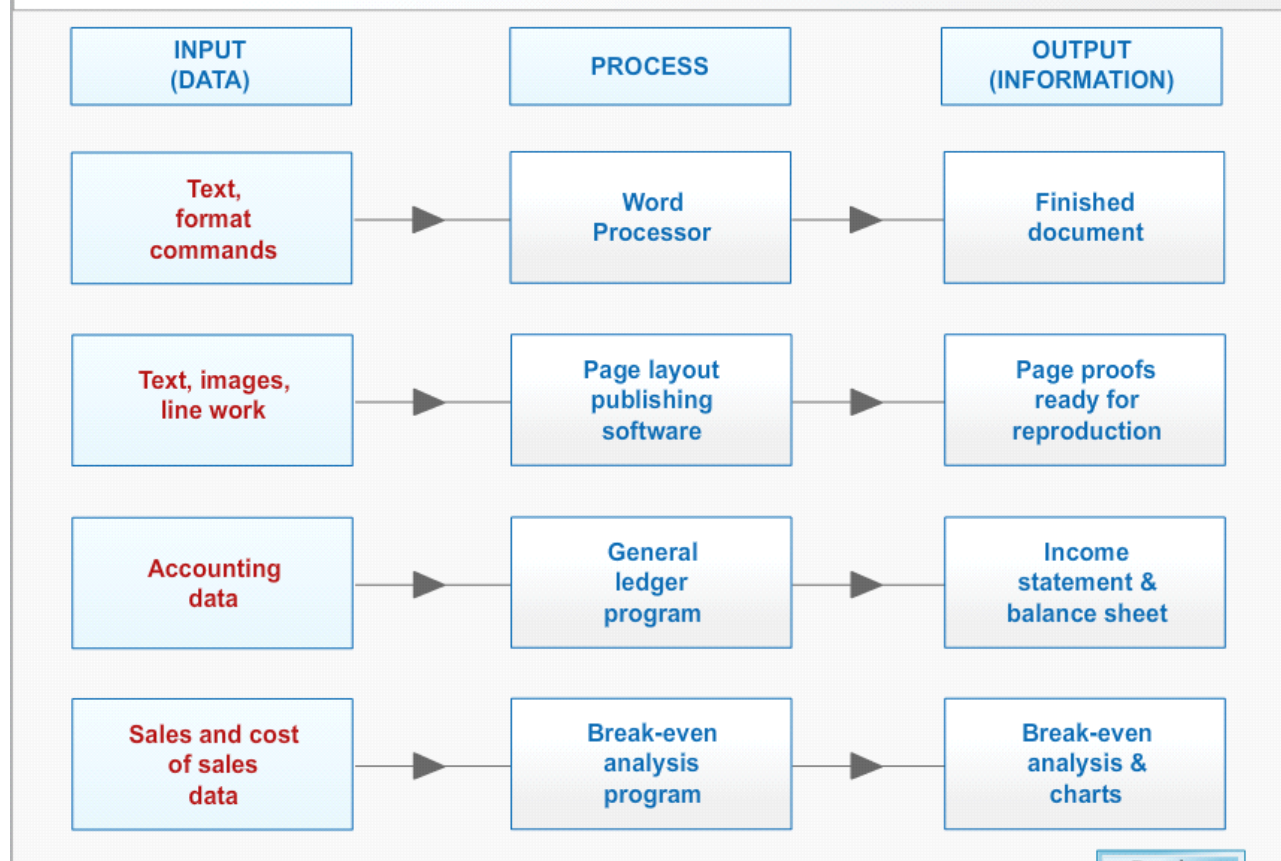 INPUT
(DATA)
PROCESS
OUTPUT
(INFORMATION)
Text,
format
commands
Word
Processor
Finished
document
Text, images,
line work
Page layout
publishing
software
Page proofs
ready for
reproduction
Accounting
data
General
ledger
program
Income
statement &
balance sheet
Sales and cost
of sales
data
Break-even
analysis
program
Break-even
analysis &
charts